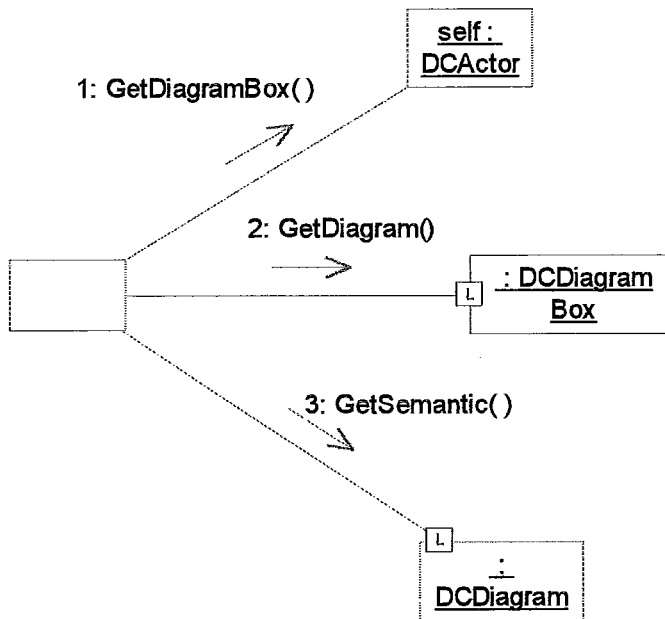 self :
DCActor
1: GetDiagramBox( )
2: GetDiagram()
L
: DCDiagram
Box
3: GetSemantic( )
L
:
DCDiagram